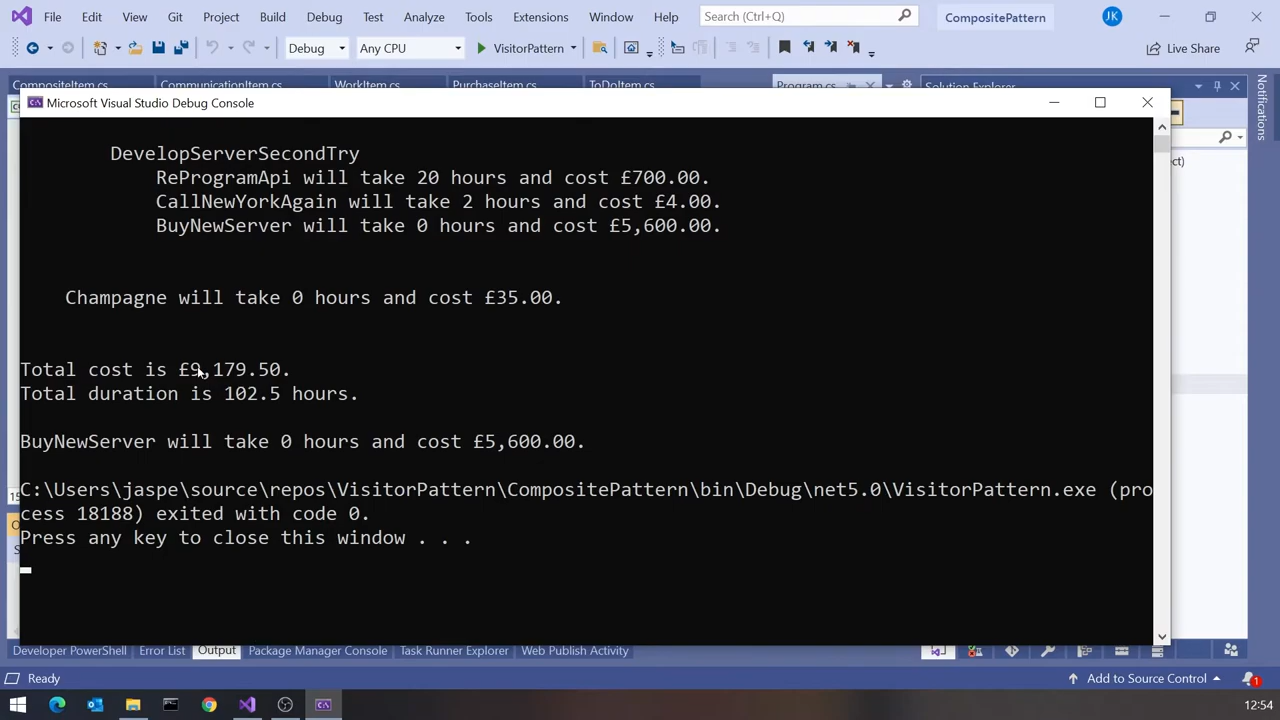 File Edit View Git Project Build Debug Test Analyze Tools Extensions Window Help Search (Ctrl+Q) CompositePattern JK
Debug Any CPU VisitorPattern Live Share
CompositeItem.cs CommunicationItem.cs WorkItem.cs PurchaseItem.cs ToDoItem.cs Program.cs Solution Explorer
Microsoft Visual Studio Debug Console
Notifications
DevelopServerSecondTry
ReProgramApi will take 20 hours and cost £700.00.
CallNewYorkAgain will take 2 hours and cost £4.00.
BuyNewServer will take 0 hours and cost £5,600.00.
Champagne will take 0 hours and cost £35.00.
Total cost is £9,179.50.
Total duration is 102.5 hours.
BuyNewServer will take 0 hours and cost £5,600.00.
C:\Users\jaspe\source\repos\VisitorPattern\CompositePattern\bin\Debug\net5.0\VisitorPattern.exe (pro
cess 18188) exited with code 0.
Press any key to close this window . . .
Developer PowerShell Error List Output Package Manager Console Task Runner Explorer Web Publish Activity
Ready Add to Source Control 1
12:54